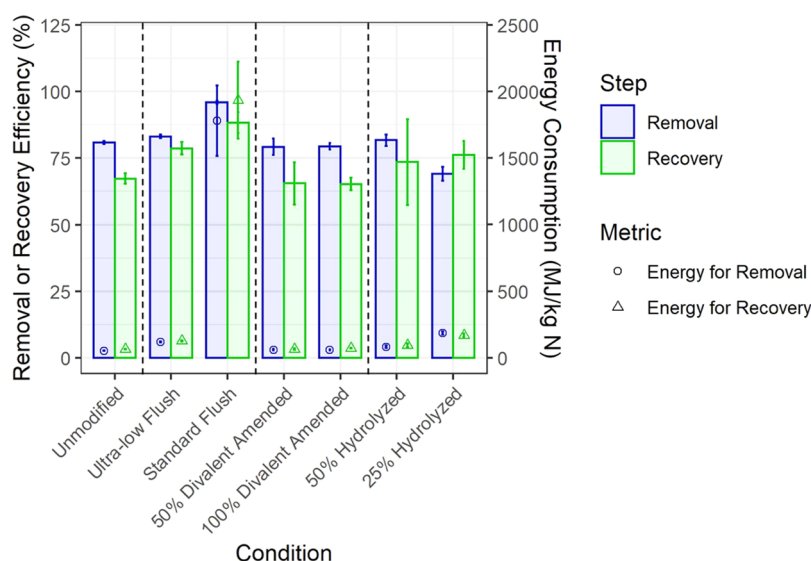 Removal or Recovery Efficiency (%)
125
100
75
50
25
0
2500
2000
1500
1000
500
0
Energy Consumption (MJ/kg N)
Unmodified
Ultra-low Flush
Standard Flush
50% Divalent Amended
100% Divalent Amended
50% Hydrolyzed
25% Hydrolyzed
Condition
Step
Removal
Recovery
Metric
Energy for Removal
Energy for Recovery